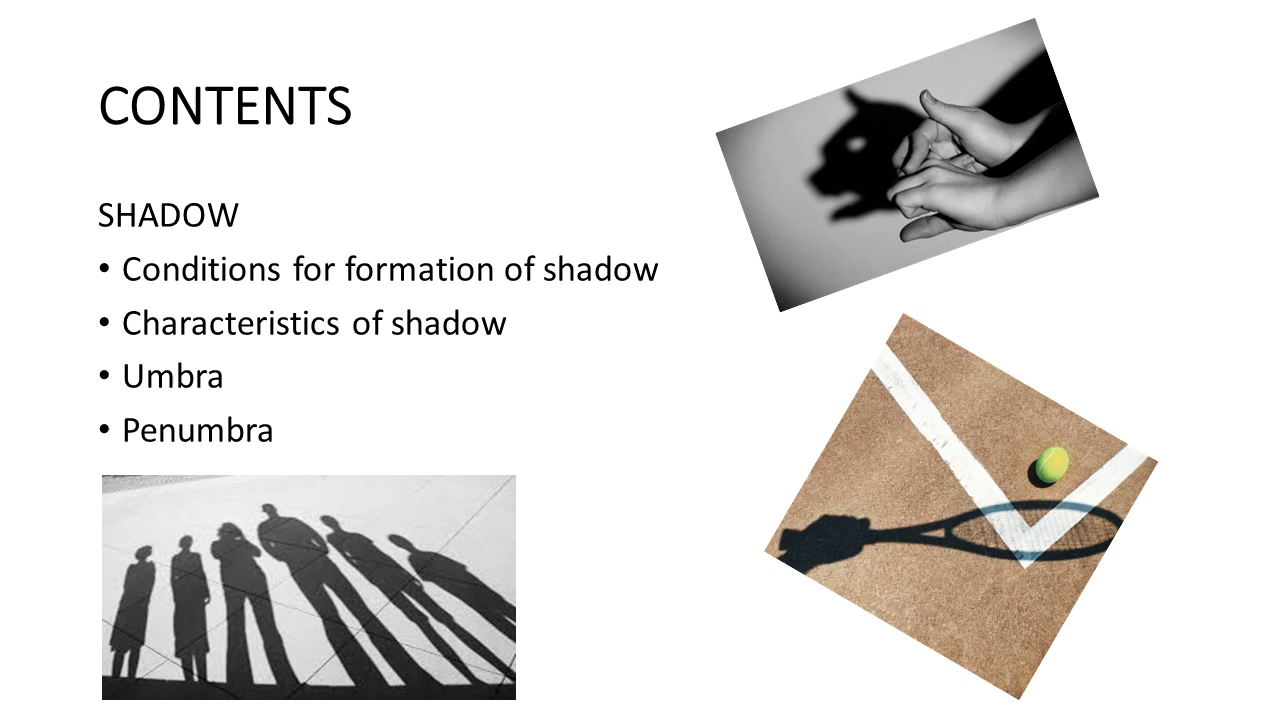 CONTENTS
SHADOW
• Conditions for formation of shadow
• Characteristics of shadow
• Umbra
• Penumbra